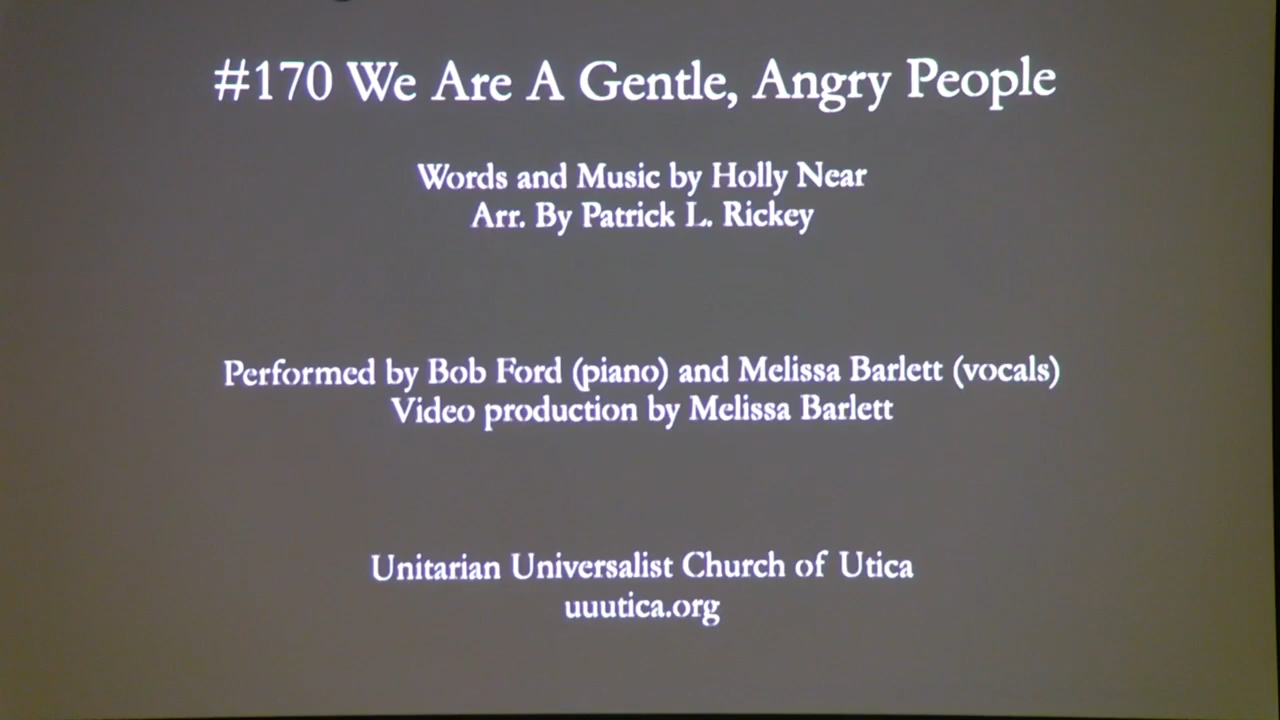 #170 We Are A Gentle, Angry People
Words and Music by Holly Near
Arr. By Patrick L. Rickey
Performed by Bob Ford (piano) and Melissa Barlett (vocals)
Video production by Melissa Barlett
Unitarian Universalist Church of Utica
uuutica.org